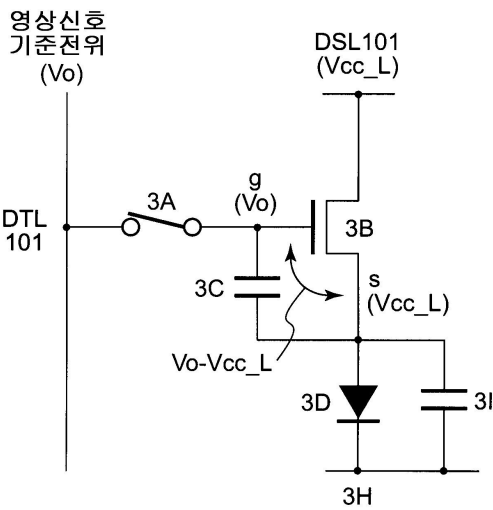 영상신호
기준전위
(Vo)
DSL101
(Vcc_L)
3A
g
(Vo)
DTL
101
3B
3C
s
(Vcc_L)
Vo-Vcc_L
3D
3I
3H